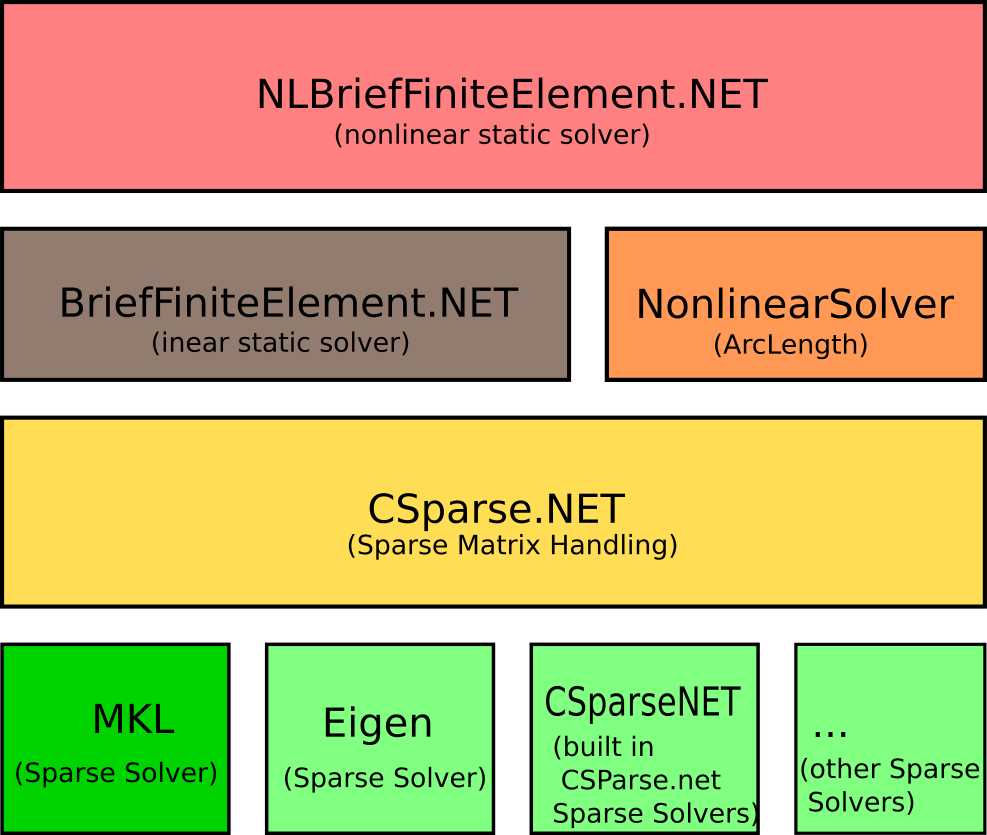 NLBriefFiniteElement.NET
(nonlinear static solver)
BriefFiniteElement.NET
(inear static solver)
NonlinearSolver
(ArcLength)
CSparse.NET
(Sparse Matrix Handling)
MKL
(Sparse Solver)
Eigen
(Sparse Solver)
CSparseNET
(built in
CSParse.net
Sparse Solvers)
...
(other Sparse
Solvers)